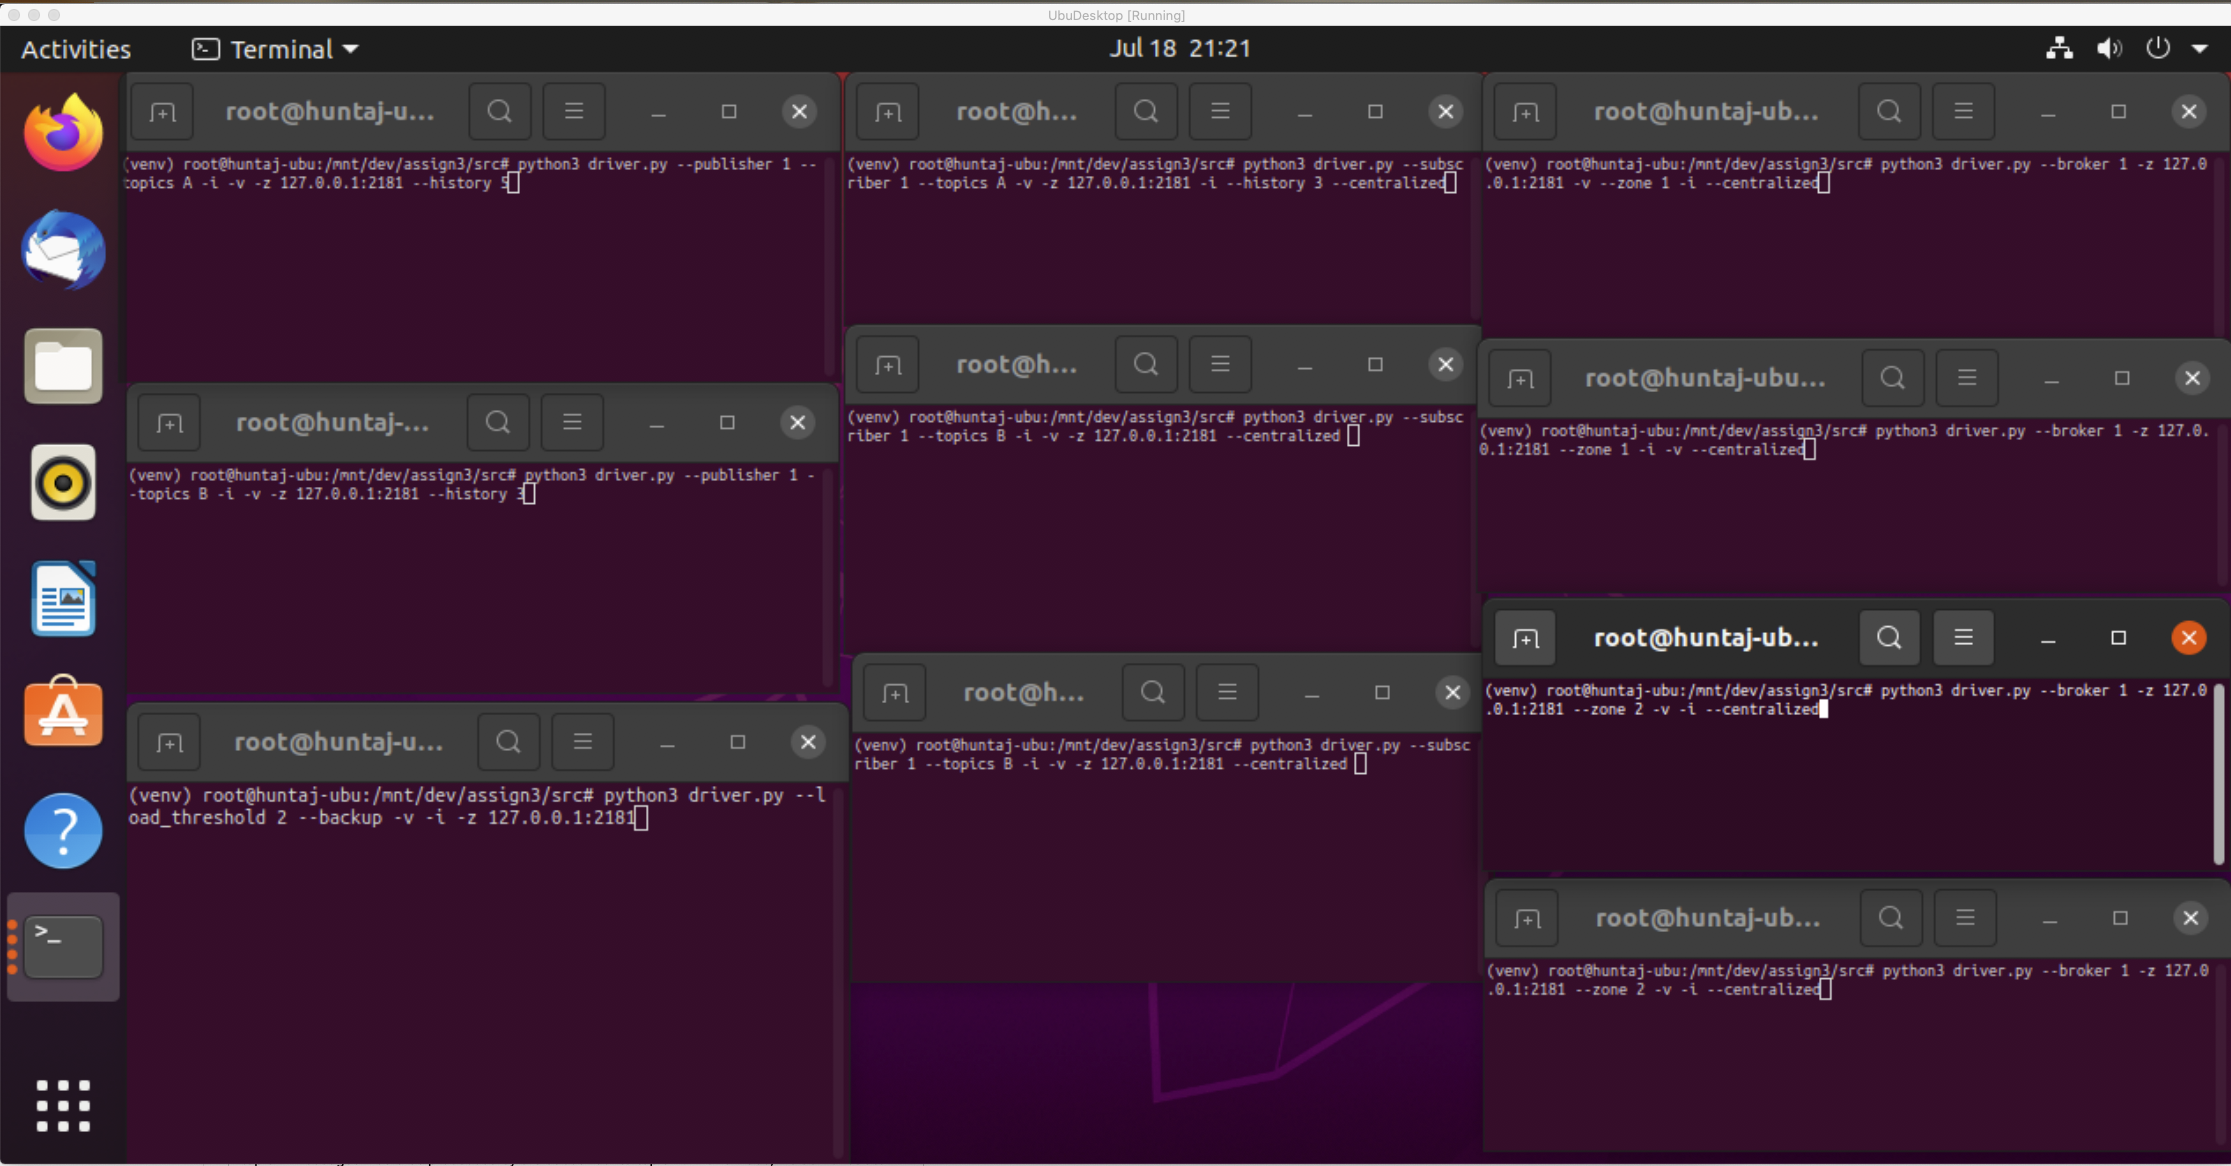 UbuDesktop [Running]
Activities
Terminal
Jul 18 21:21
root@huntaj-u...
(venv) root@huntaj-ubu:/mnt/dev/assign3/src# python3 driver.py --publisher 1 --
topics A -i -v -z 127.0.0.1:2181 --history 5
root@huntaj-...
(venv) root@huntaj-ubu:/mnt/dev/assign3/src# python3 driver.py --publisher 1 -
-topics B -i -v -z 127.0.0.1:2181 --history 3
root@huntaj-u...
(venv) root@huntaj-ubu:/mnt/dev/assign3/src# python3 driver.py --l
oad_threshold 2 --backup -v -i -z 127.0.0.1:2181
root@h...
(venv) root@huntaj-ubu:/mnt/dev/assign3/src# python3 driver.py --subsc
riber 1 --topics A -v -z 127.0.0.1:2181 -i --history 3 --centralized
root@h...
(venv) root@huntaj-ubu:/mnt/dev/assign3/src# python3 driver.py --subsc
riber 1 --topics B -i -v -z 127.0.0.1:2181 --centralized
root@h...
(venv) root@huntaj-ubu:/mnt/dev/assign3/src# python3 driver.py --subsc
riber 1 --topics B -i -v -z 127.0.0.1:2181 --centralized
root@huntaj-ub...
(venv) root@huntaj-ubu:/mnt/dev/assign3/src# python3 driver.py --broker 1 -z 127.0
.0.1:2181 -v --zone 1 -i --centralized
root@huntaj-ubu...
(venv) root@huntaj-ubu:/mnt/dev/assign3/src# python3 driver.py --broker 1 -z 127.0.
0.1:2181 --zone 1 -i -v --centralized
root@huntaj-ub...
(venv) root@huntaj-ubu:/mnt/dev/assign3/src# python3 driver.py --broker 1 -z 127.0
.0.1:2181 --zone 2 -v -i --centralized
root@huntaj-ub...
(venv) root@huntaj-ubu:/mnt/dev/assign3/src# python3 driver.py --broker 1 -z 127.0
.0.1:2181 --zone 2 -v -i --centralized